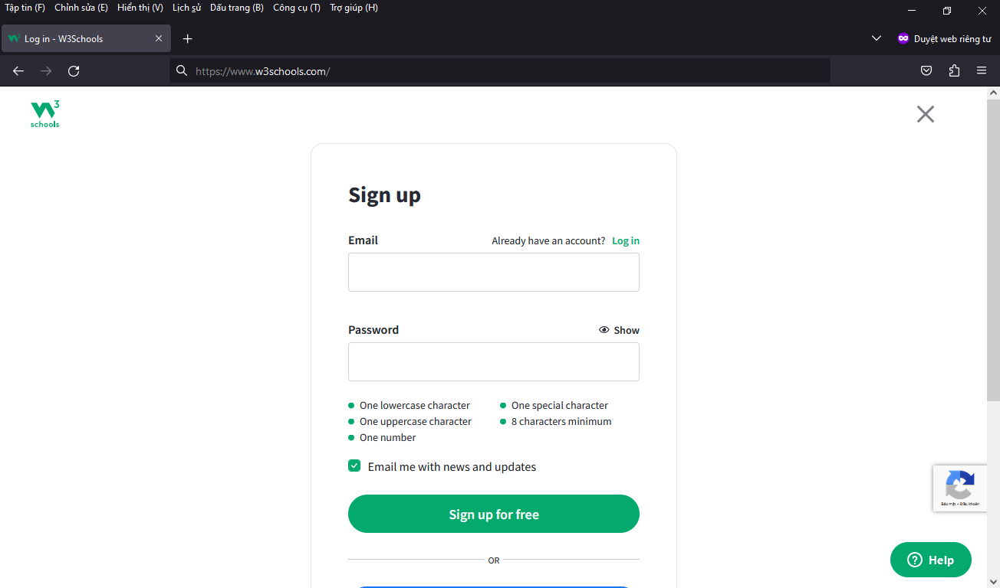 Tập tin (F) Chỉnh sửa (E) Hiển thị (V) Lịch sử Dấu trang (B) Công cụ (T) Trợ giúp (H)
Log in - W3Schools
Duyệt web riêng tư
https://www.w3schools.com/
W3
schools
Sign up
Email Already have an account? Log in
Password Show
One lowercase character One special character
One uppercase character 8 characters minimum
One number
Email me with news and updates
Sign up for free
Bảo mật - Điều khoản
OR
Help